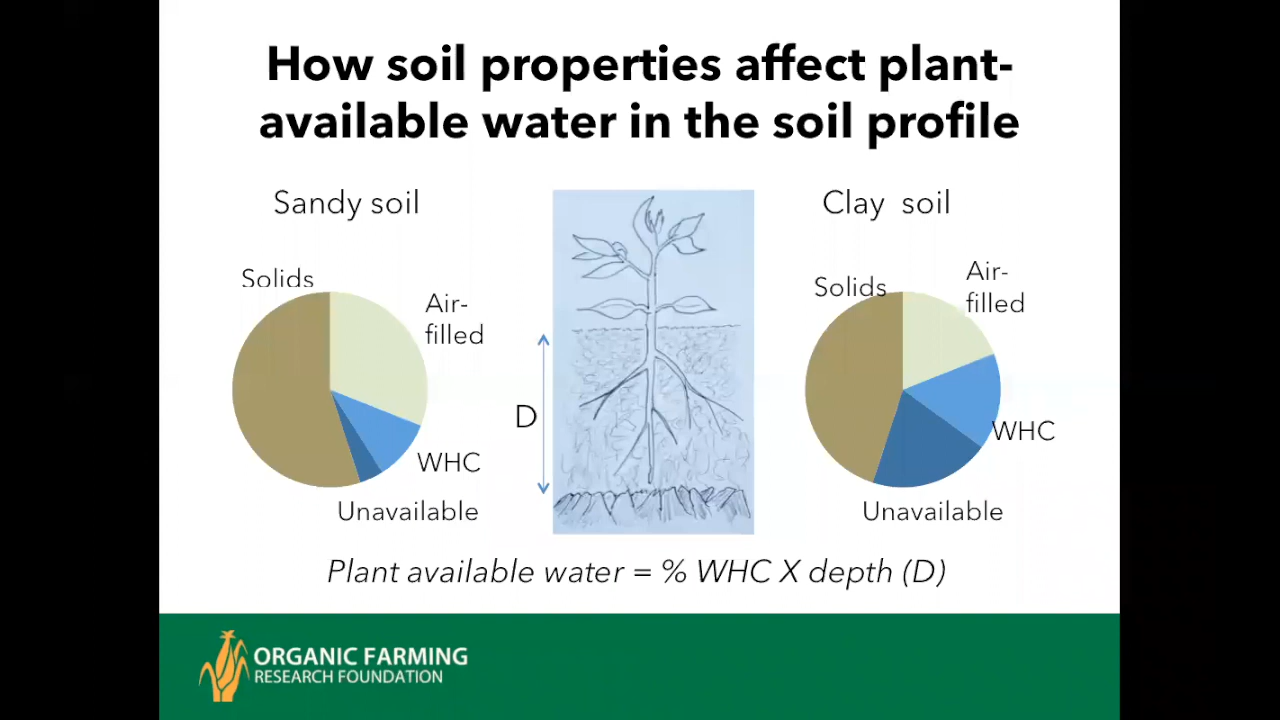 How soil properties affect plant-
available water in the soil profile
Sandy soil
Solids
Air-
filled
WHC
Unavailable
D
Clay soil
Solids
Air-
filled
WHC
Unavailable
Plant available water = % WHC X depth (D)
ORGANIC FARMING
RESEARCH FOUNDATION